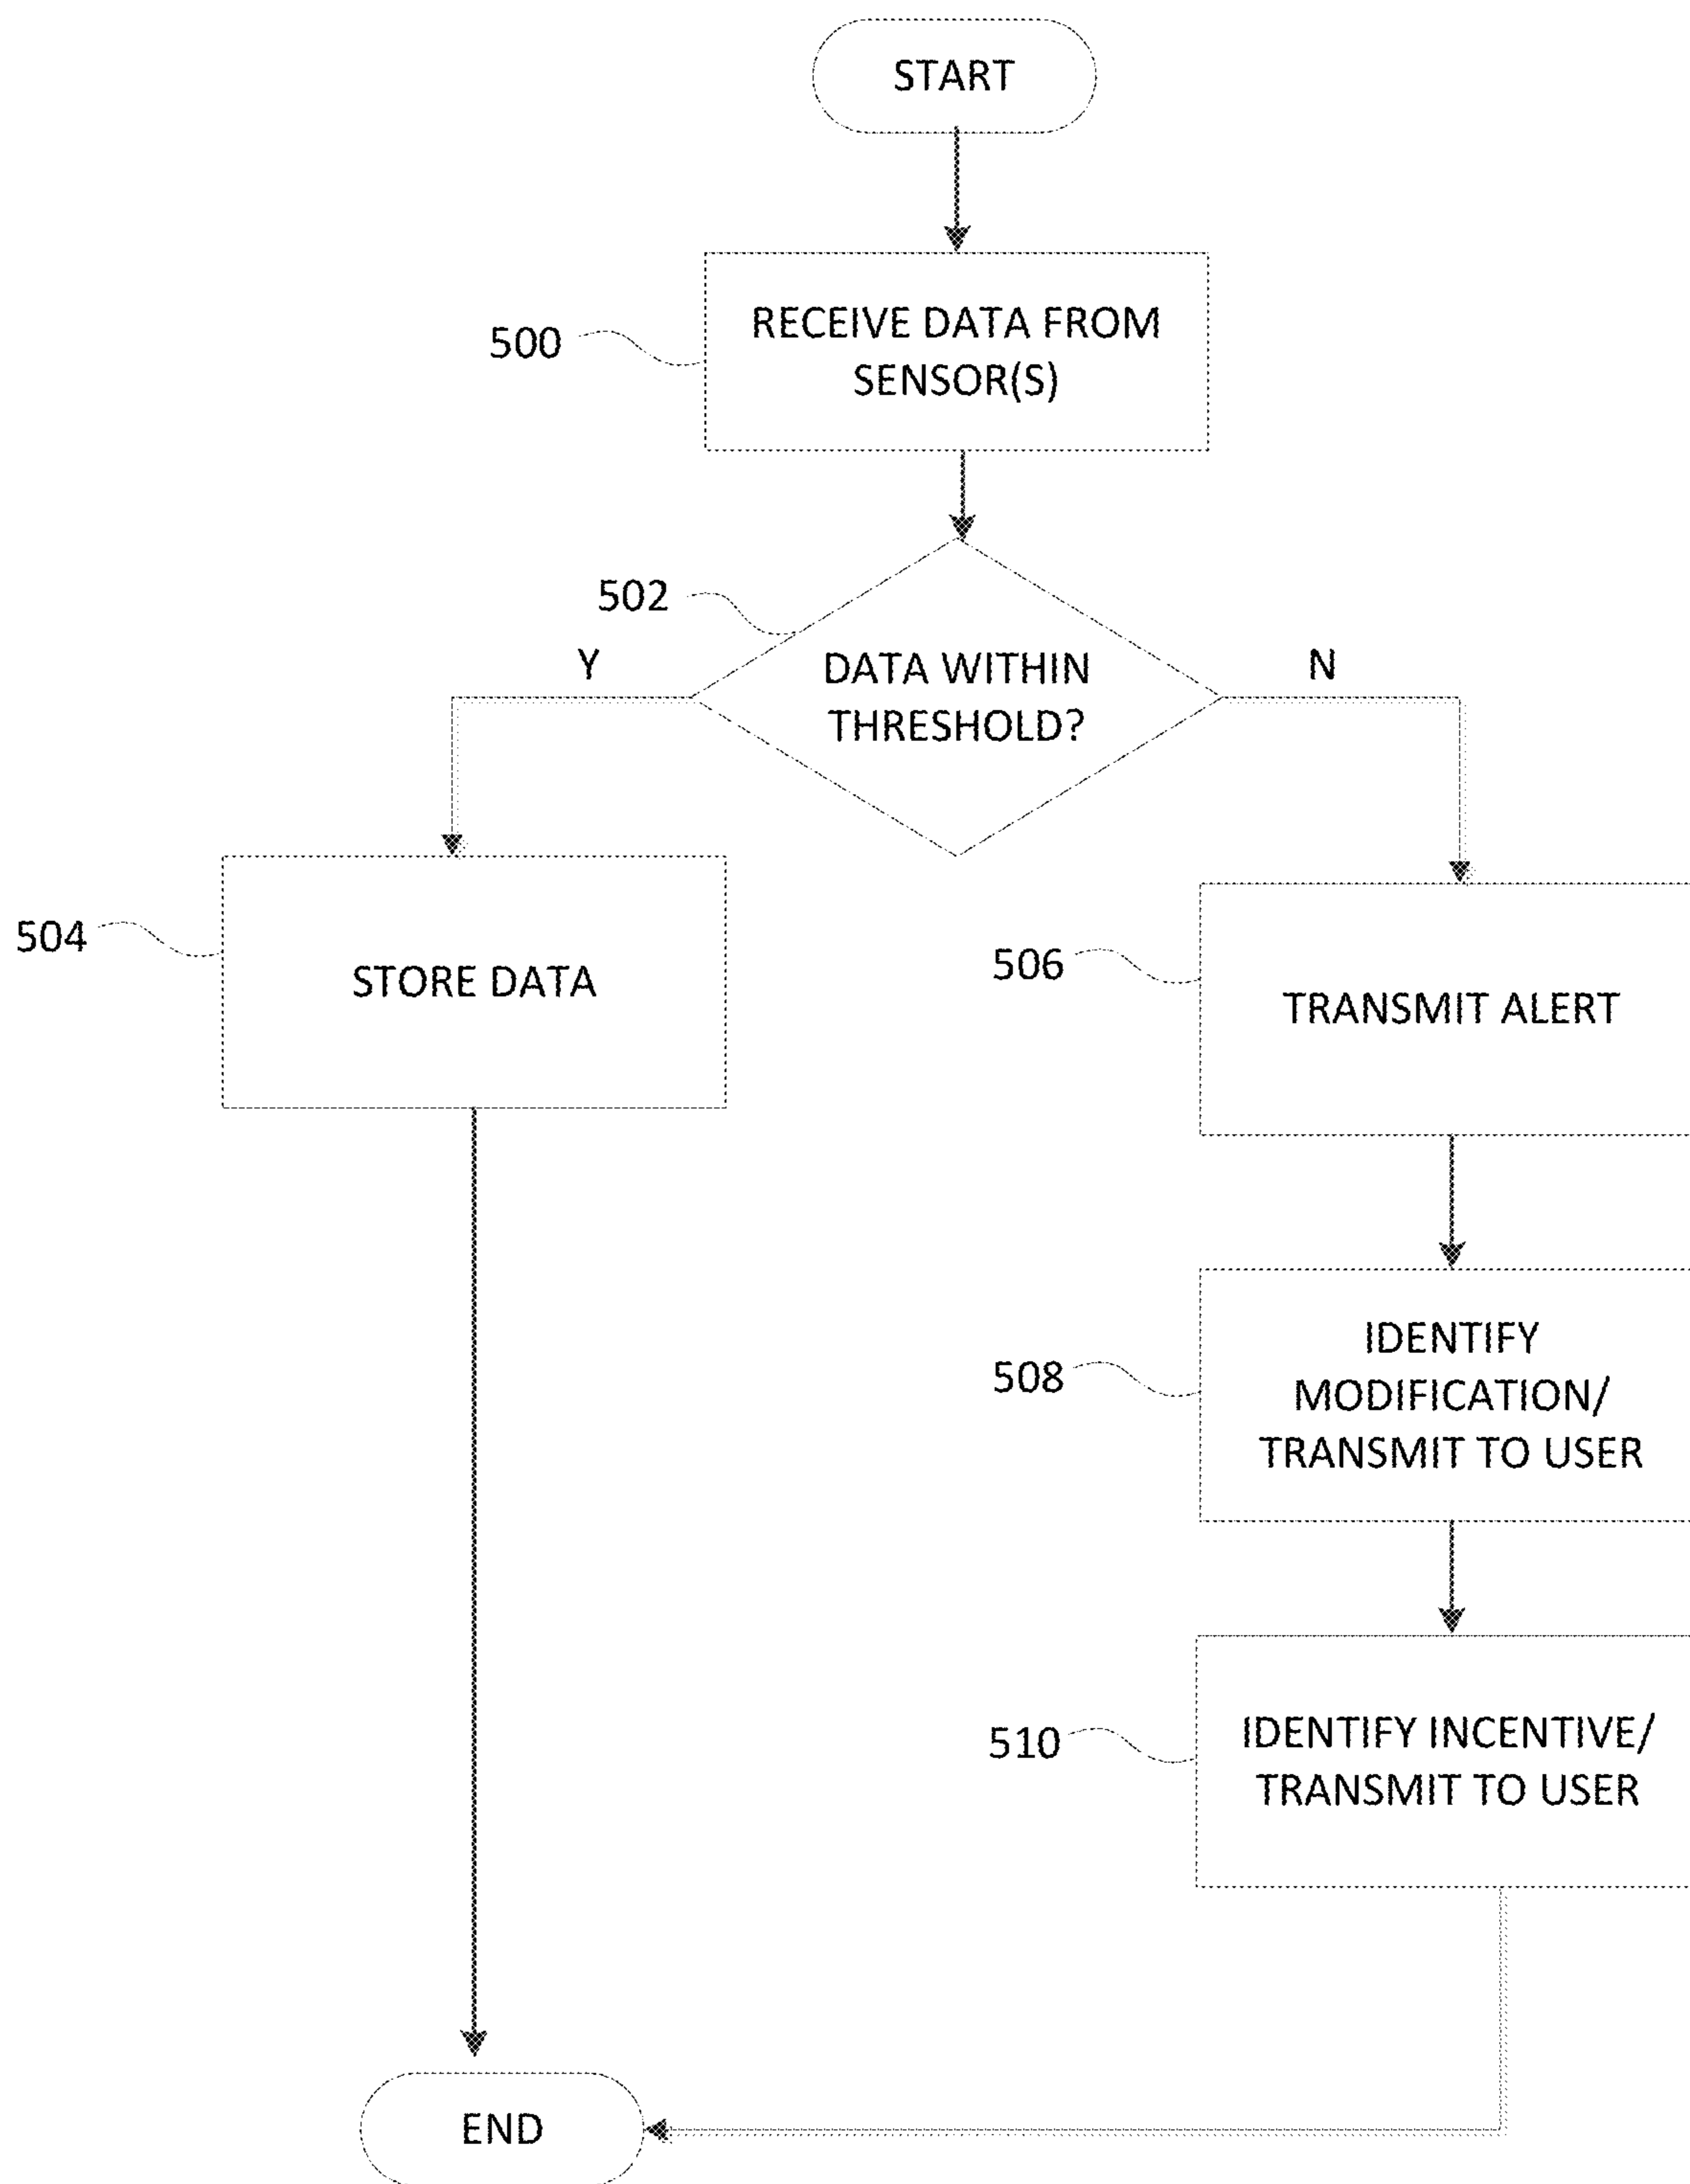 START
500
RECEIVE DATA FROM
SENSOR(S)
502
Y
DATA WITHIN
THRESHOLD?
N
504
STORE DATA
506
TRANSMIT ALERT
508
IDENTIFY
MODIFICATION/
TRANSMIT TO USER
510
IDENTIFY INCENTIVE/
TRANSMIT TO USER
END